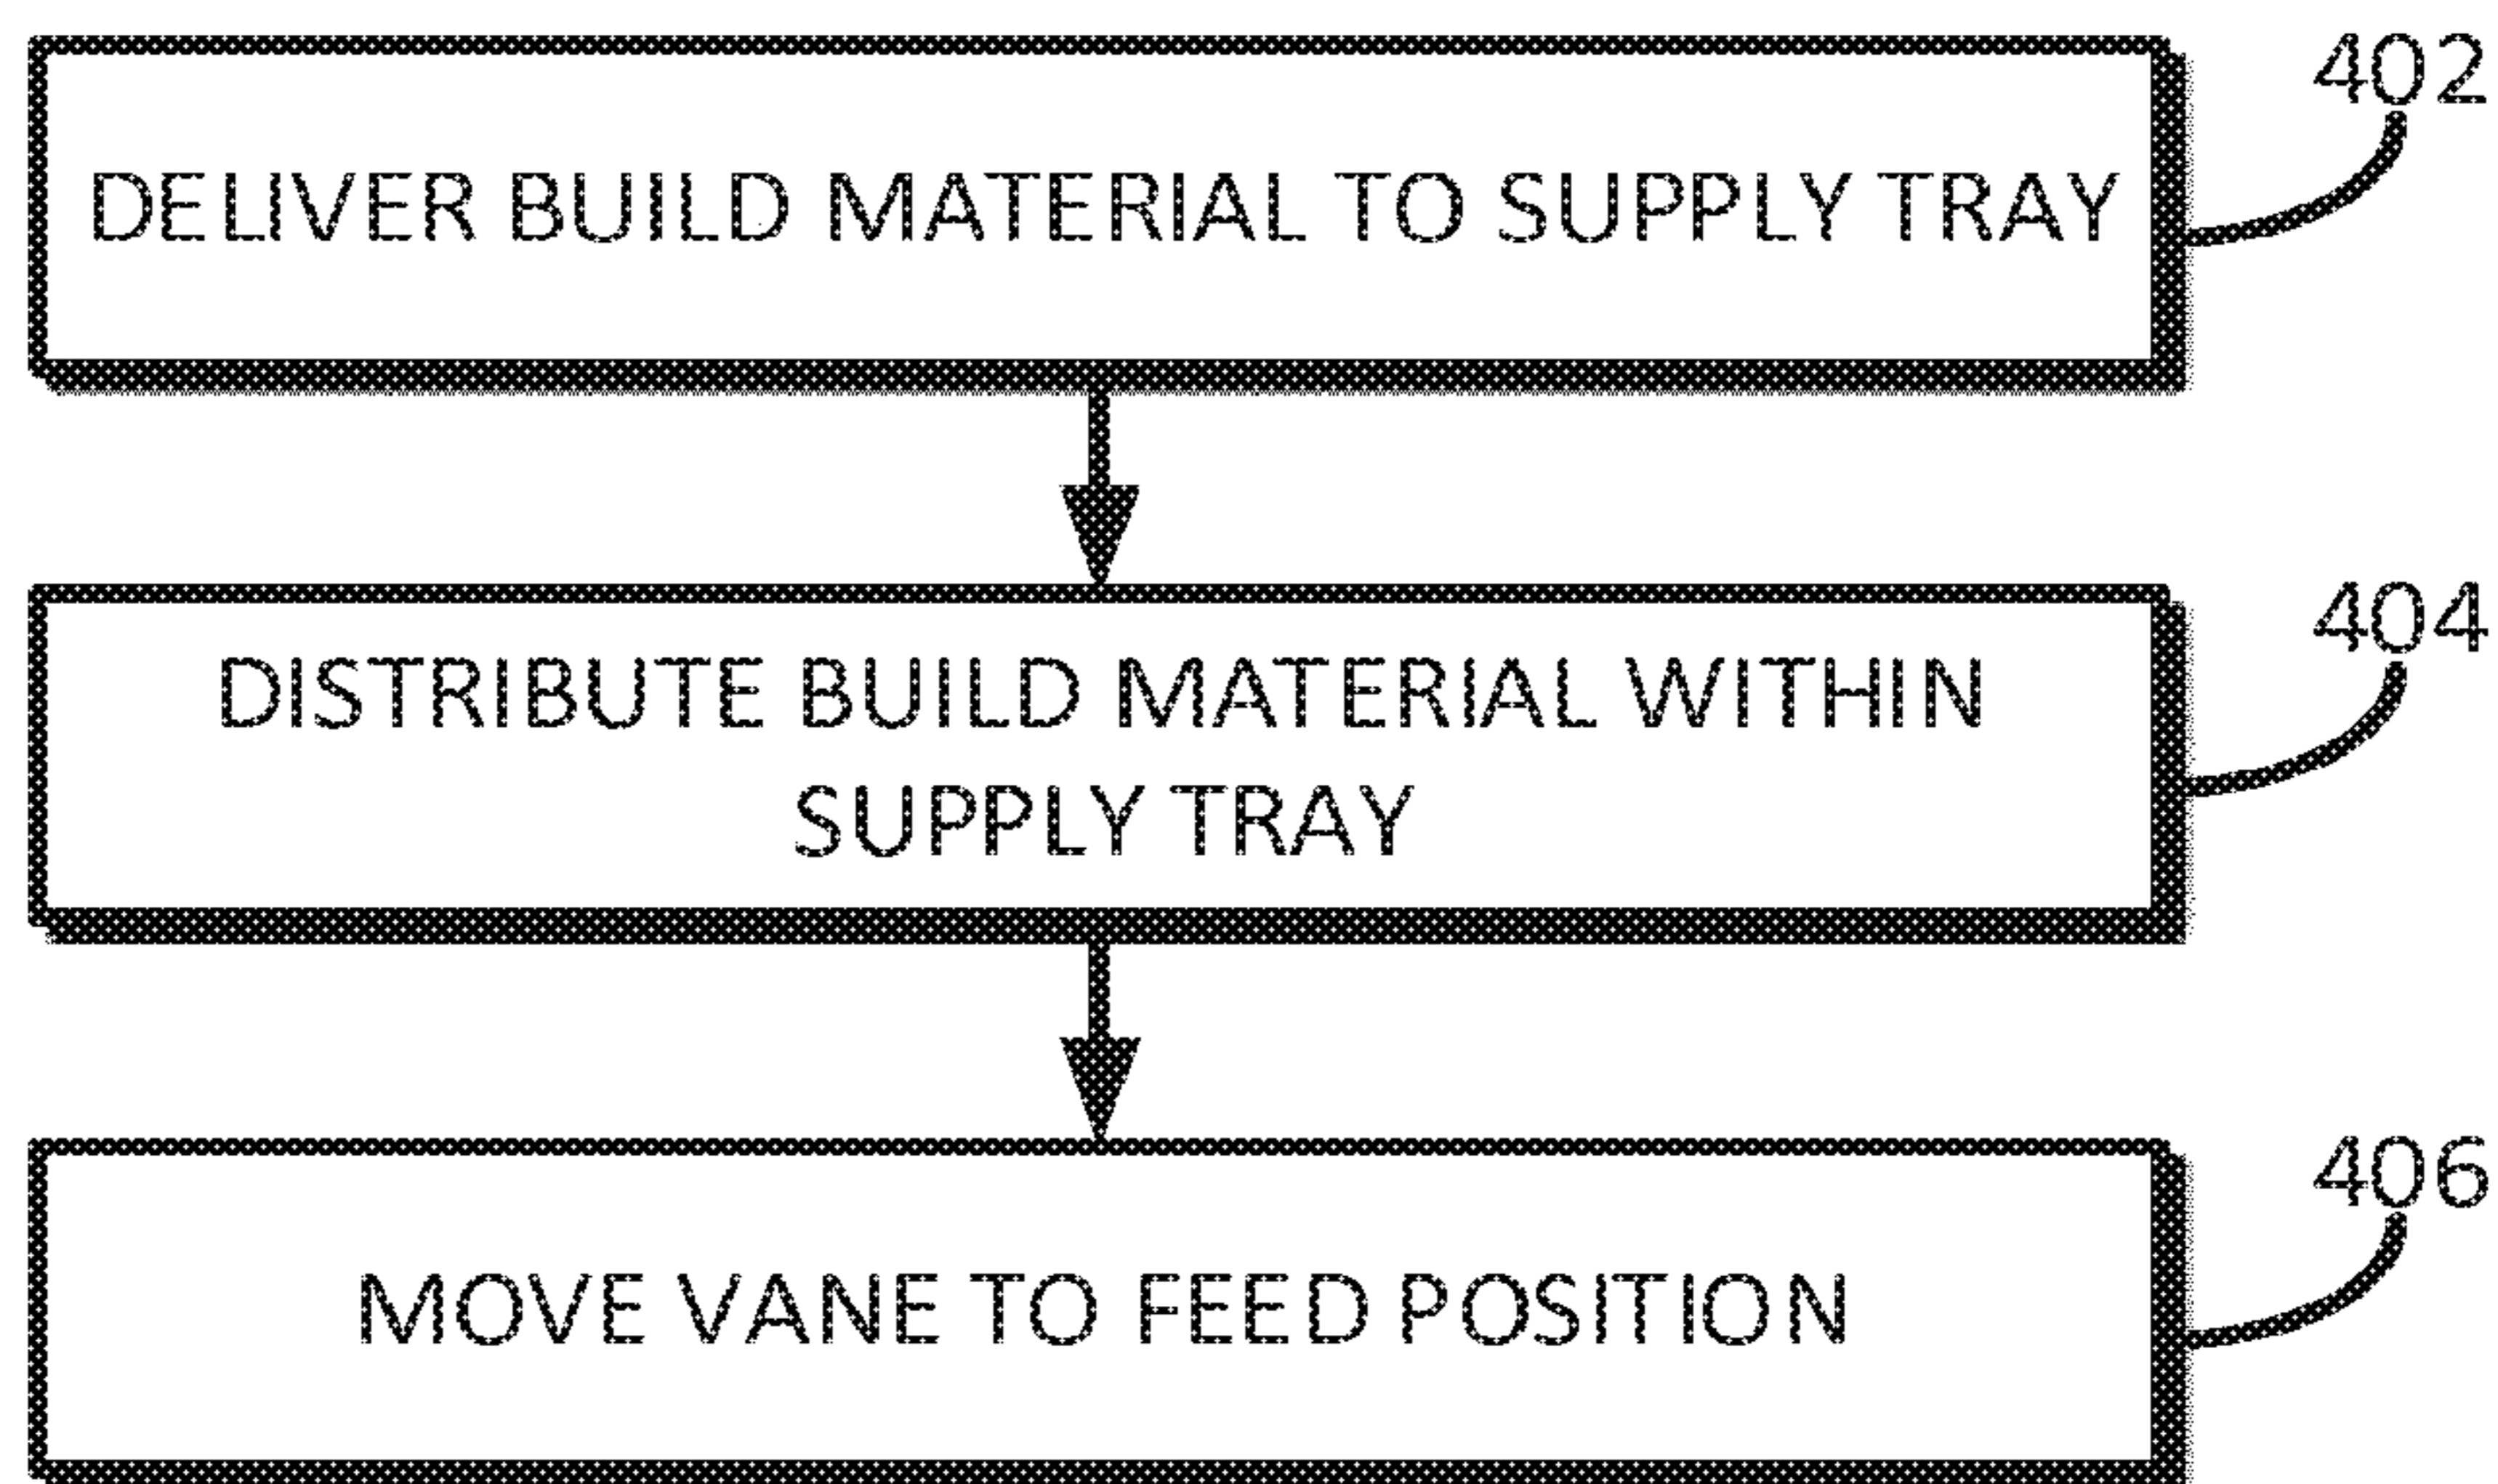 402
DELIVER BUILD MATERIAL TO SUPPLY TRAY
404
DISTRIBUTE BUILD MATERIAL WITHIN
SUPPLY TRAY
406
MOVE VANE TO FEED POSITION